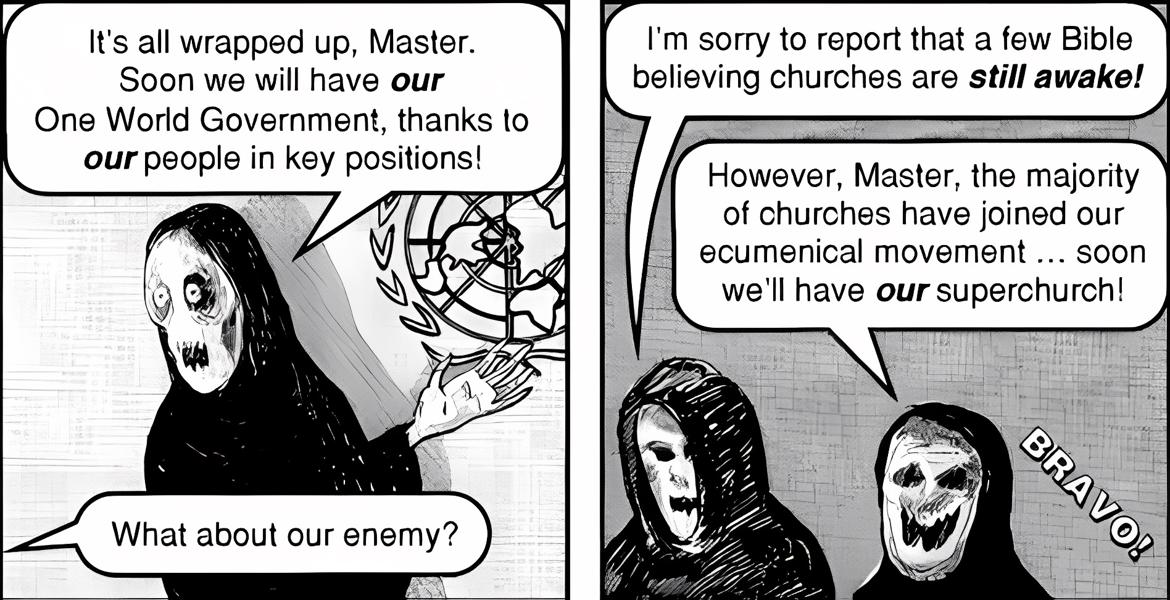 It's all wrapped up, Master.
Soon we will have our
One World Government, thanks to
our people in key positions!
What about our enemy?
I'm sorry to report that a few Bible
believing churches are still awake!
However, Master, the majority
of churches have joined our
ecumenical movement ... soon
we'll have our superchurch!
BRAVO!